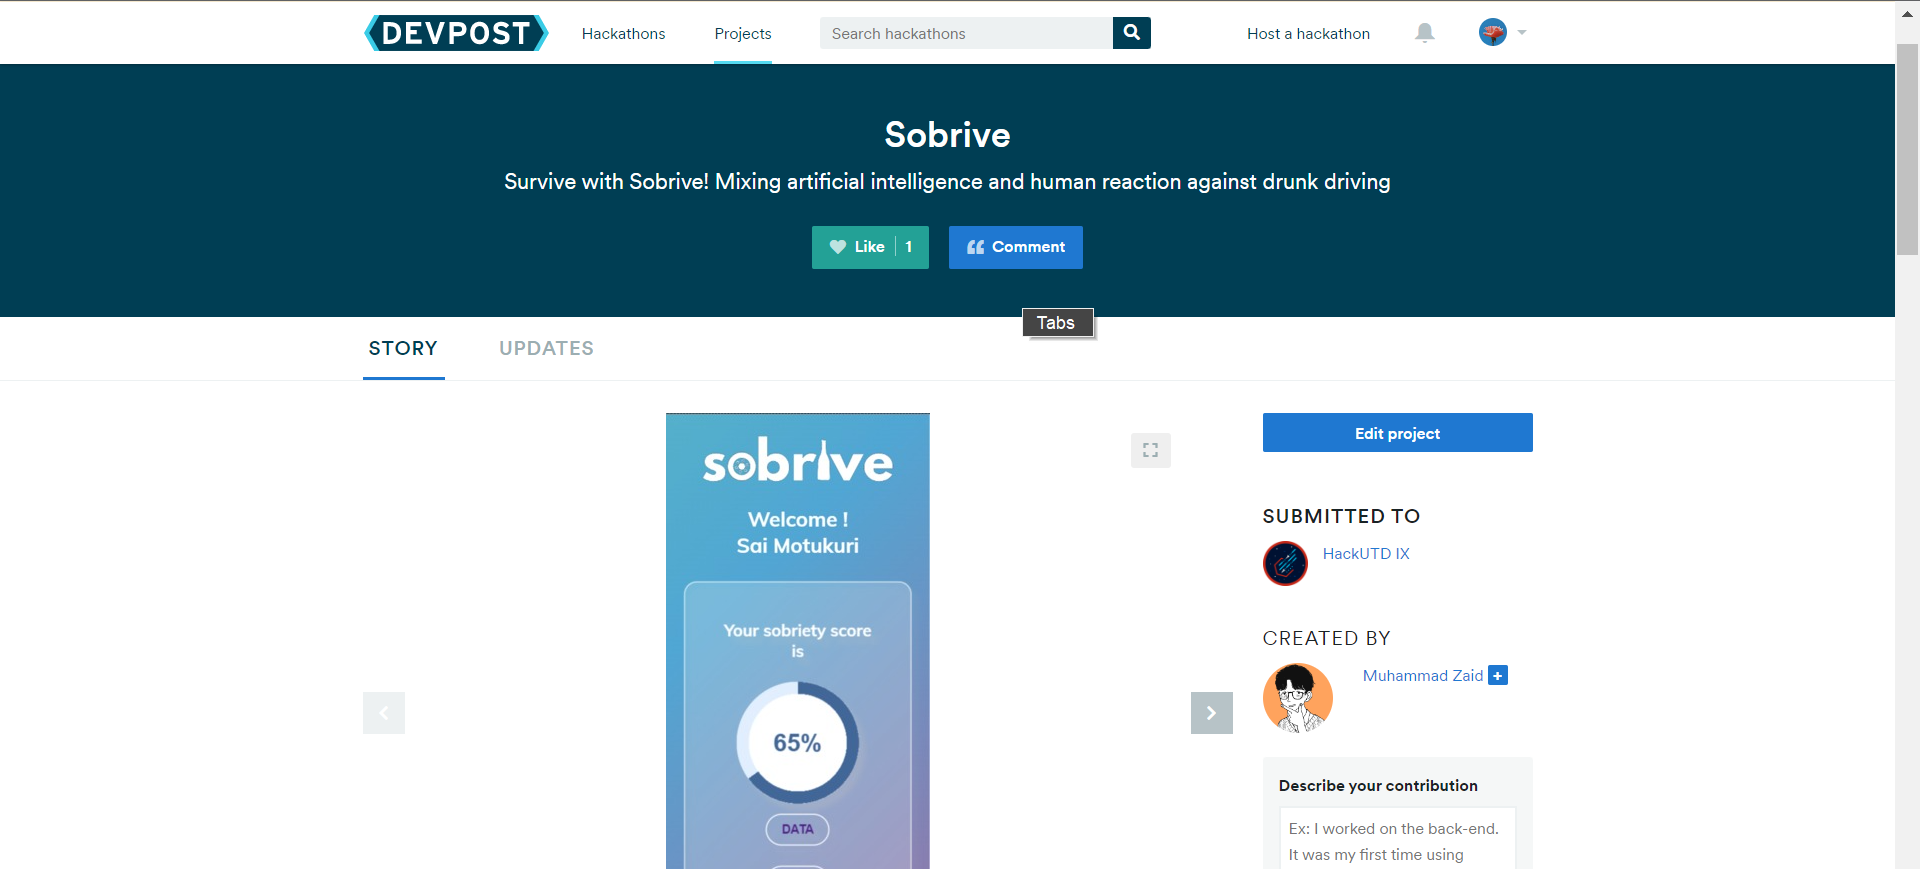 DEVPOST
Hackathons
Projects
Search hackathons
Host a hackathon
Sobrive
Survive with Sobrive! Mixing artificial intelligence and human reaction against drunk driving
Like 1
Comment
Tabs
STORY
UPDATES
sobrive
Welcome !
Sai Motukuri
Your sobriety score
is
65%
DATA
Edit project
SUBMITTED TO
HackUTD IX
CREATED BY
Muhammad Zaid
Describe your contribution
Ex: I worked on the back-end.
It was my first time using